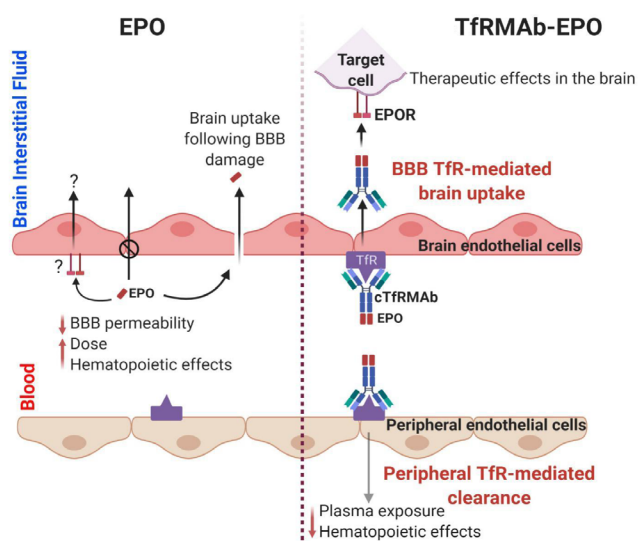 EPO
TfRMAb-EPO
Brain Interstitial Fluid
Blood
Brain uptake
following BBB
damage
?
?
EPO
BBB permeability
Dose
Hematopoietic effects
Target
cell
Therapeutic effects in the brain
EPOR
BBB TfR-mediated
brain uptake
Brain endothelial cells
TfR
cTfRMAb
EPO
Peripheral endothelial cells
Peripheral TfR-mediated
clearance
Plasma exposure
Hematopoietic effects